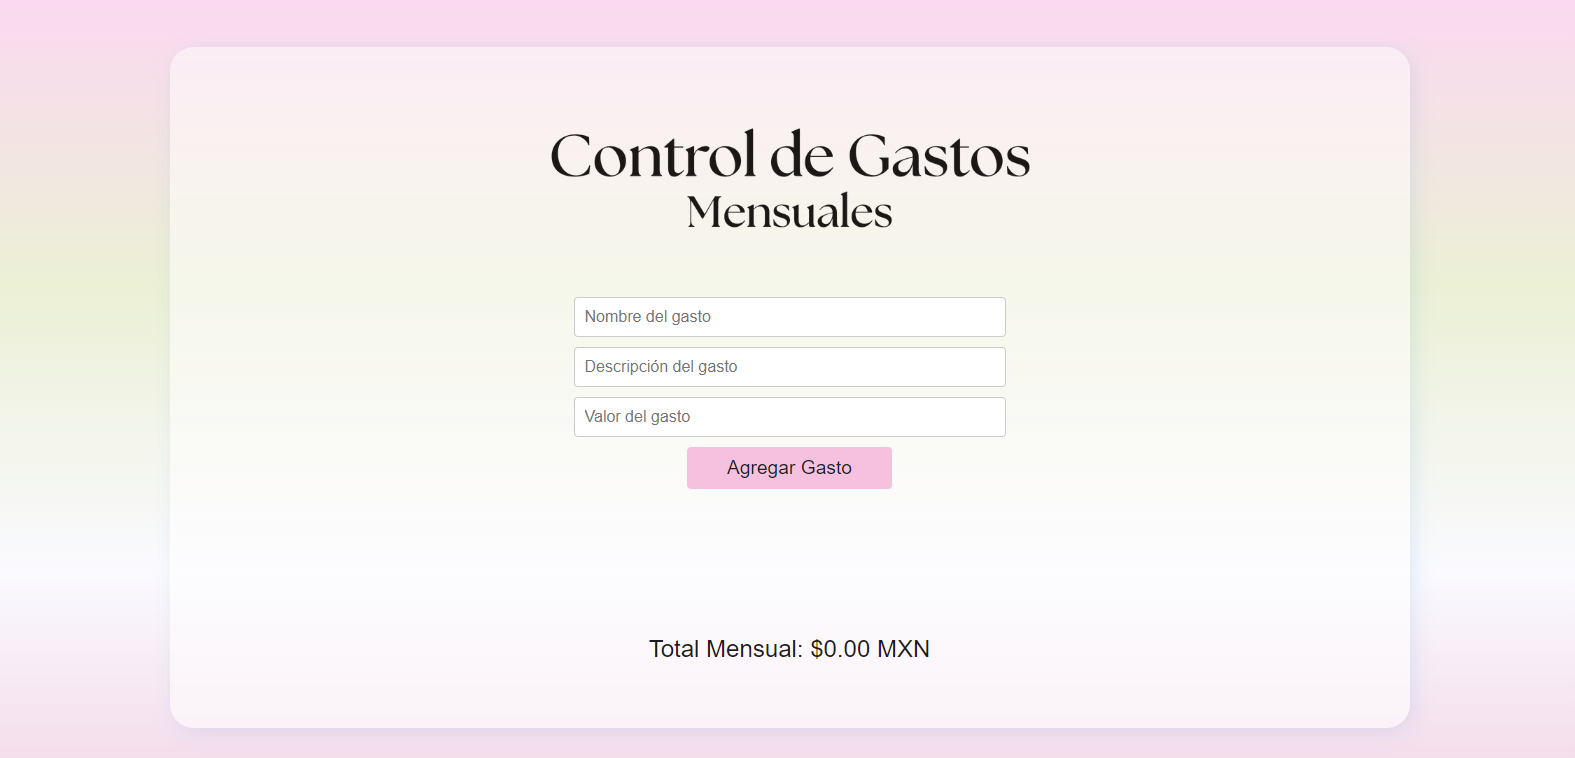 Control de Gastos
Mensuales
Nombre del gasto
Descripción del gasto
Valor del gasto
Agregar Gasto
Total Mensual: $0.00 MXN